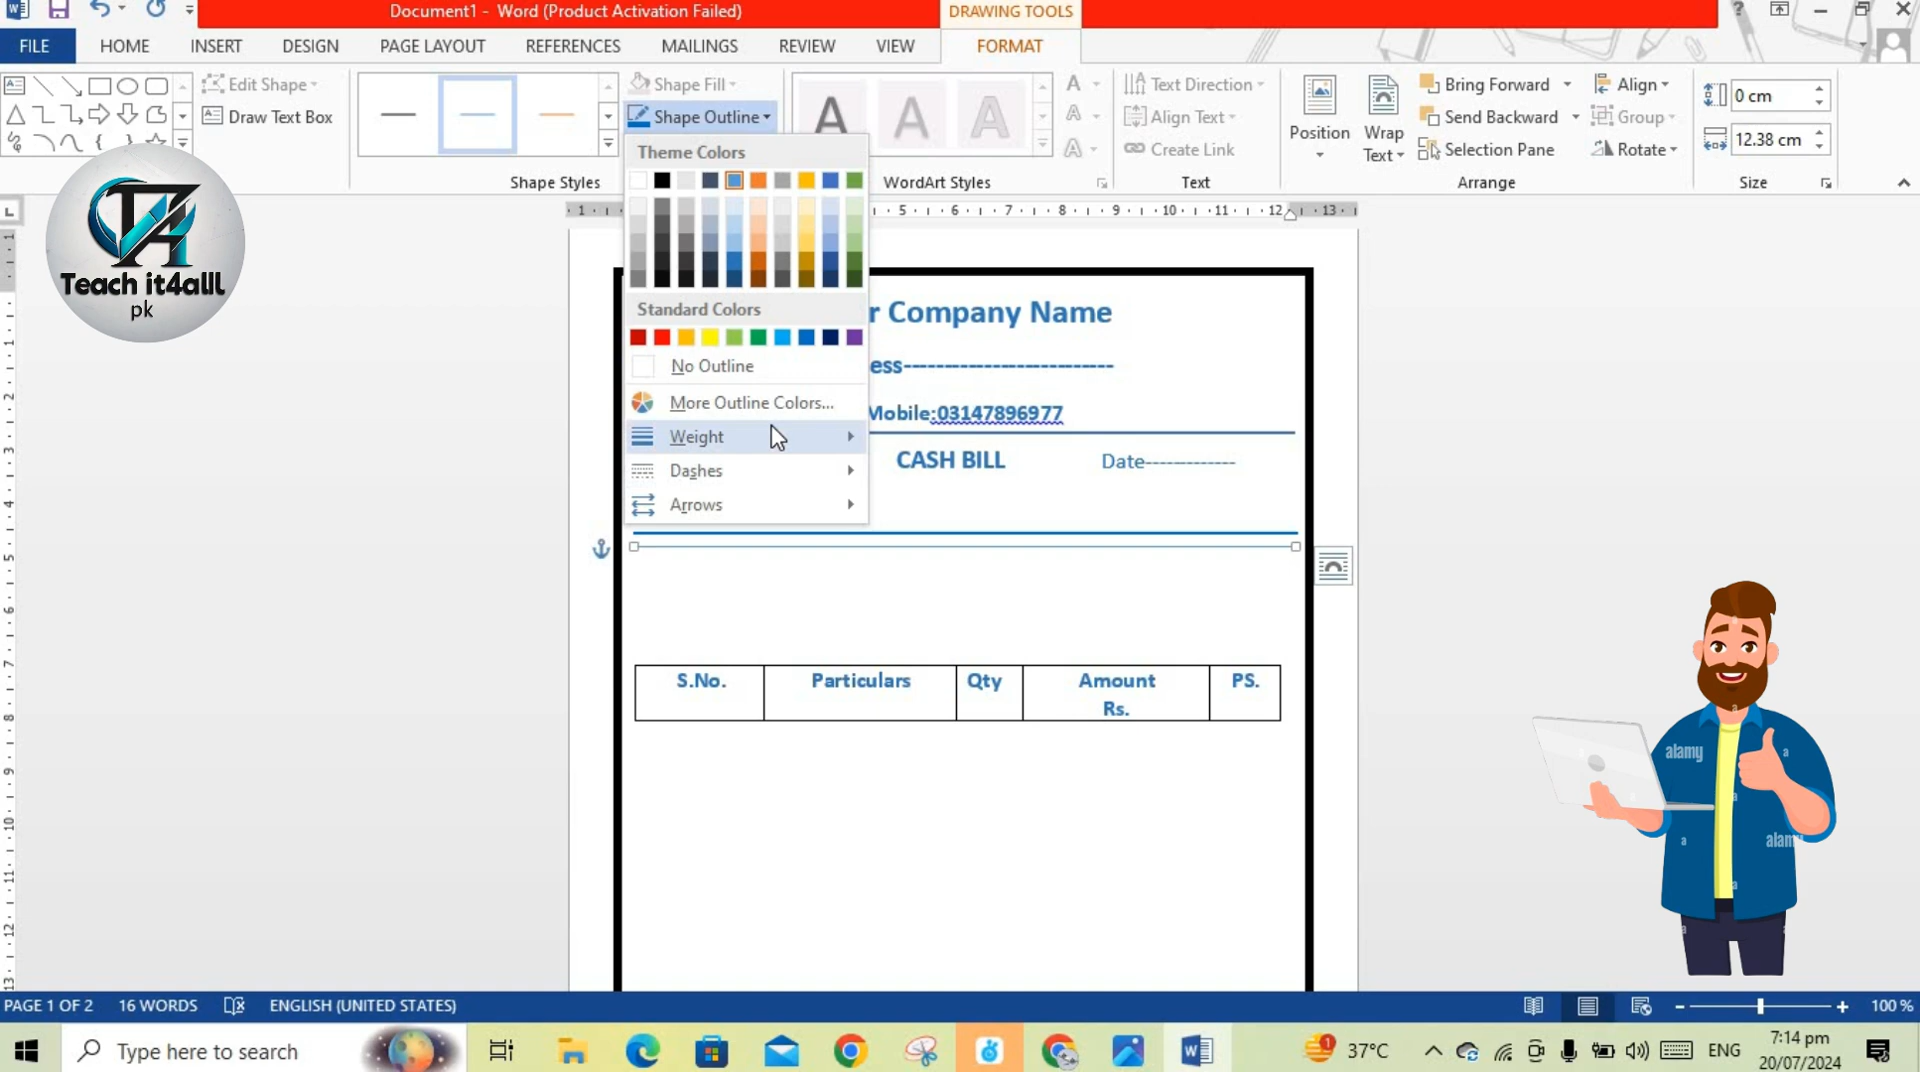 Document1 - Word (Product Activation Failed)
DRAWING TOOLS
?
FILE HOME INSERT DESIGN PAGE LAYOUT REFERENCES MAILINGS REVIEW VIEW FORMAT
Edit Shape
Draw Text Box
Shape Styles
Shape Fill
Shape Outline
A A A
WordArt Styles
Text Direction
Align Text
Create Link
Text
Position
Wrap
Text
Bring Forward
Send Backward
Selection Pane
Align
Group
Rotate
Arrange
0 cm
12.38 cm
Size
Theme Colors
Standard Colors
No Outline
More Outline Colors...
Weight
Dashes
Arrows
TA
Teach it4alll
pk
r Company Name
ess--------------------------
Mobile:03147896977
CASH BILL Date-------------
S.No. Particulars Qty Amount PS.
Rs.
alamy
alamy
PAGE 1 OF 2 16 WORDS ENGLISH (UNITED STATES) 100 %
Type here to search
37°C ENG 7:14 pm
20/07/2024